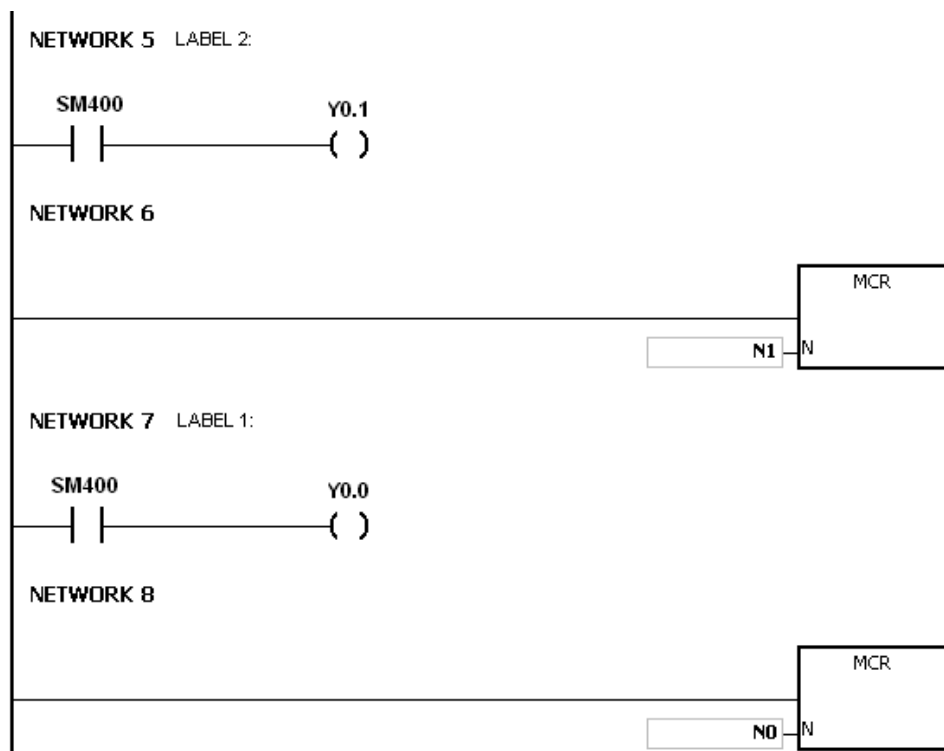 NETWORK 5 LABEL 2:
SM400 Y0.1
NETWORK 6
MCR
N1 N
NETWORK 7 LABEL 1:
SM400 Y0.0
NETWORK 8
MCR
N0 N